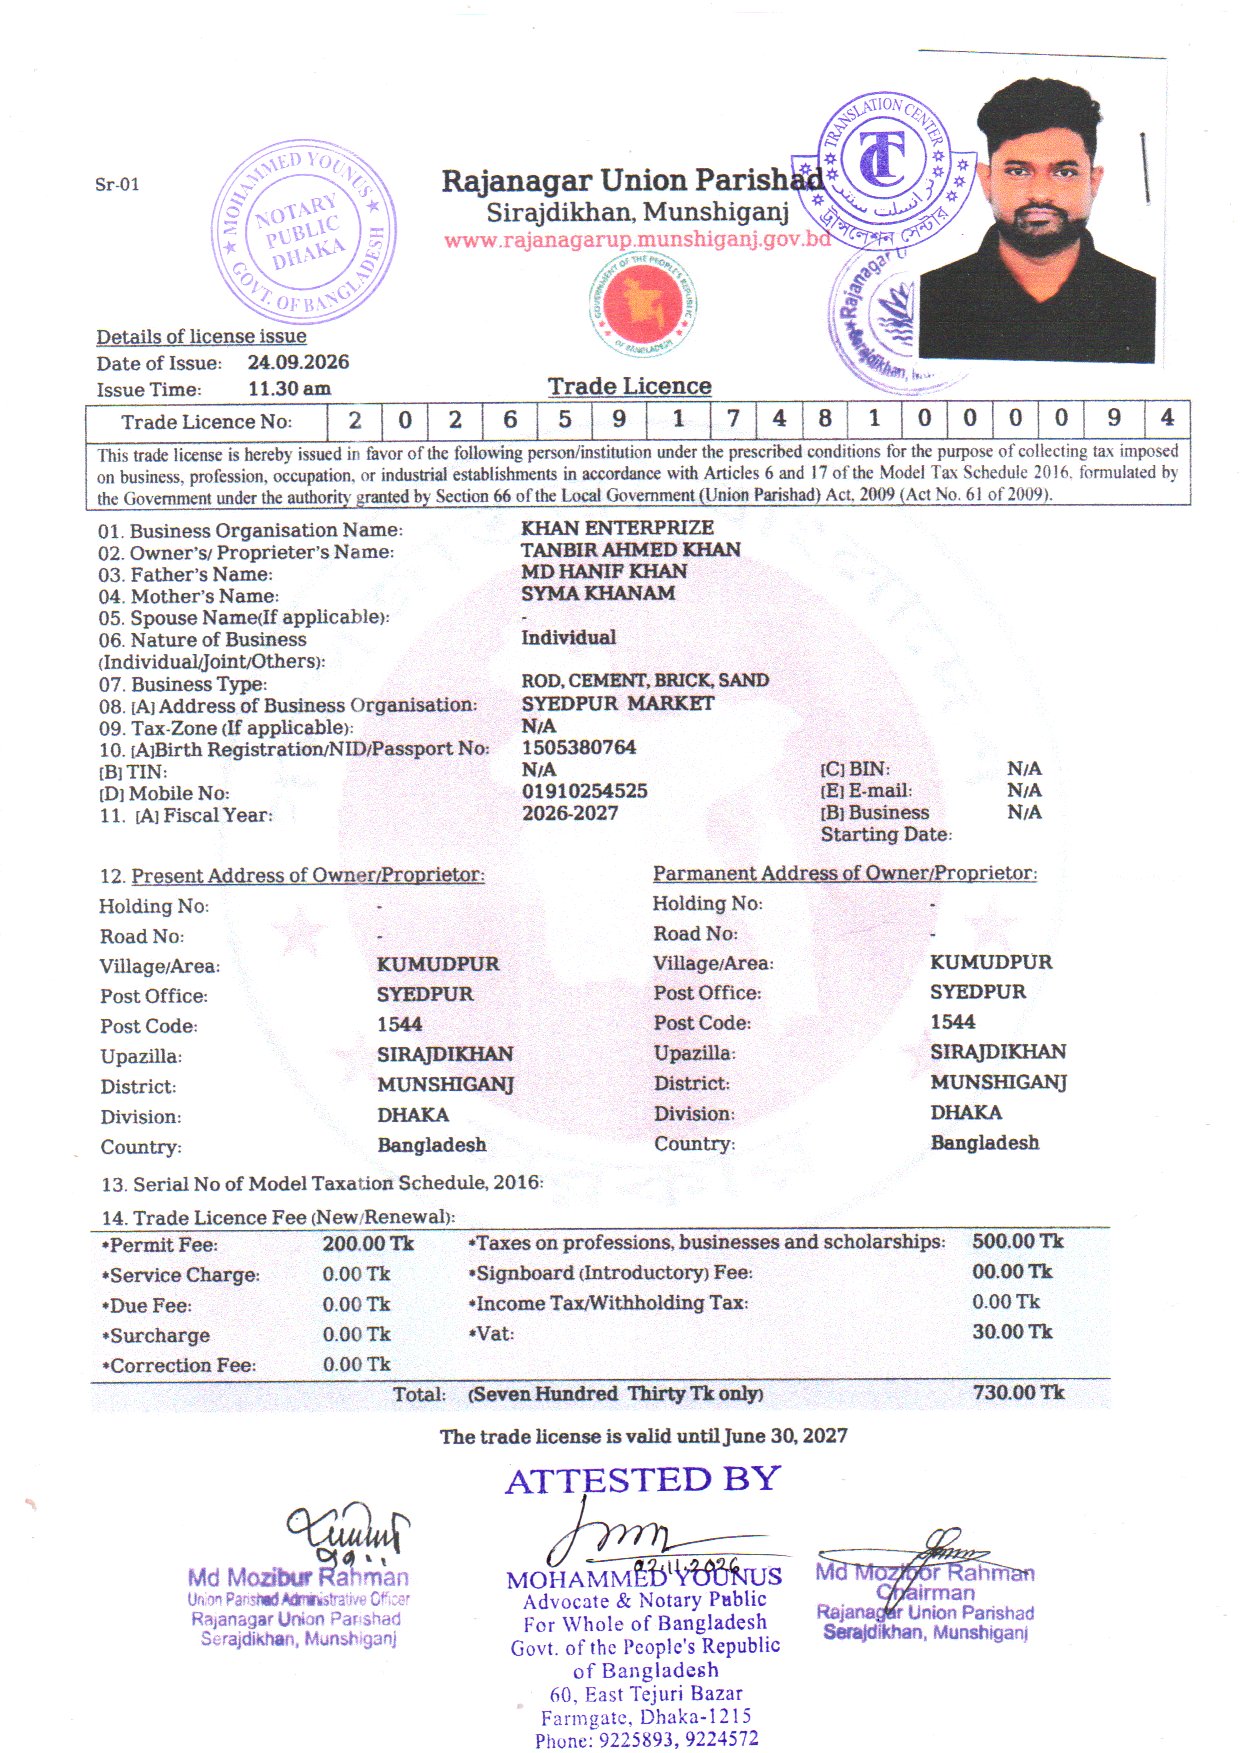 Sr-01
MOHAMMED YOUNUS
NOTARY
PUBLIC
DHAKA
GOVT. OF BANGLADESH
Rajanagar Union Parishad
Sirajdikhan, Munshiganj
www.rajanagarup.munshiganj.gov.bd
TRANSLATION CENTER
TC
ترانسلیت سنتر
ট্রান্সলেশন সেন্টার
GOVERNMENT OF THE PEOPLE'S REPUBLIC
OF BANGLADESH
Rajanagar U
Serajdikhan,
Details of license issue
Date of Issue: 24.09.2026
Issue Time: 11.30 am
Trade Licence
Trade Licence No: 2 0 2 6 5 9 1 7 4 8 1 0 0 0 0 9 4
This trade license is hereby issued in favor of the following person/institution under the prescribed conditions for the purpose of collecting tax imposed
on business, profession, occupation, or industrial establishments in accordance with Articles 6 and 17 of the Model Tax Schedule 2016, formulated by
the Government under the authority granted by Section 66 of the Local Government (Union Parishad) Act, 2009 (Act No. 61 of 2009).
01. Business Organisation Name: KHAN ENTERPRIZE
02. Owner's/ Proprieter's Name: TANBIR AHMED KHAN
03. Father's Name: MD HANIF KHAN
04. Mother's Name: SYMA KHANAM
05. Spouse Name(If applicable): -
06. Nature of Business Individual
(Individual/Joint/Others):
07. Business Type: ROD, CEMENT, BRICK, SAND
08. [A] Address of Business Organisation: SYEDPUR MARKET
09. Tax-Zone (If applicable): N/A
10. [A]Birth Registration/NID/Passport No: 1505380764
[B] TIN: N/A [C] BIN: N/A
[D] Mobile No: 01910254525 [E] E-mail: N/A
11. [A] Fiscal Year: 2026-2027 [B] Business N/A
Starting Date:
12. Present Address of Owner/Proprietor: Parmanent Address of Owner/Proprietor:
Holding No: - Holding No: -
Road No: - Road No: -
Village/Area: KUMUDPUR Village/Area: KUMUDPUR
Post Office: SYEDPUR Post Office: SYEDPUR
Post Code: 1544 Post Code: 1544
Upazilla: SIRAJDIKHAN Upazilla: SIRAJDIKHAN
District: MUNSHIGANJ District: MUNSHIGANJ
Division: DHAKA Division: DHAKA
Country: Bangladesh Country: Bangladesh
13. Serial No of Model Taxation Schedule, 2016:
14. Trade Licence Fee (New/Renewal):
*Permit Fee: 200.00 Tk *Taxes on professions, businesses and scholarships: 500.00 Tk
*Service Charge: 0.00 Tk *Signboard (Introductory) Fee: 00.00 Tk
*Due Fee: 0.00 Tk *Income Tax/Withholding Tax: 0.00 Tk
*Surcharge 0.00 Tk *Vat: 30.00 Tk
*Correction Fee: 0.00 Tk
Total: (Seven Hundred Thirty Tk only) 730.00 Tk
The trade license is valid until June 30, 2027
ATTESTED BY
02.11.2026
Md Mozibur Rahman
Union Parishad Administrative Officer
Rajanagar Union Parishad
Serajdikhan, Munshiganj
MOHAMMED YOUNUS
Advocate & Notary Public
For Whole of Bangladesh
Govt. of the People's Republic
of Bangladesh
60, East Tejuri Bazar
Farmgate, Dhaka-1215
Phone: 9225893, 9224572
Md Mozibor Rahman
Chairman
Rajanagar Union Parishad
Serajdikhan, Munshiganj